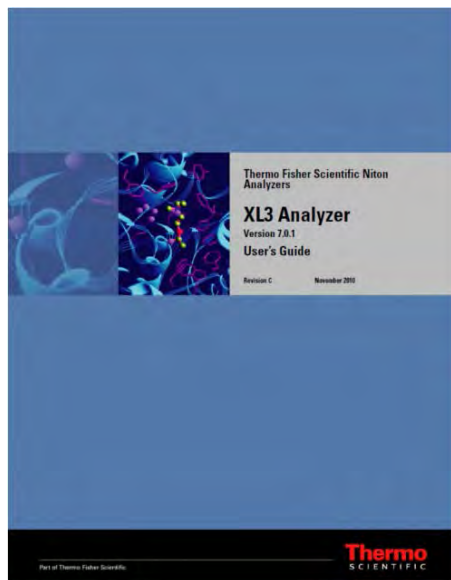 Thermo Fisher Scientific Niton
Analyzers
XL3 Analyzer
Version 7.0.1
User's Guide
Revision C November 2010
Part of Thermo Fisher Scientific
Thermo
SCIENTIFIC